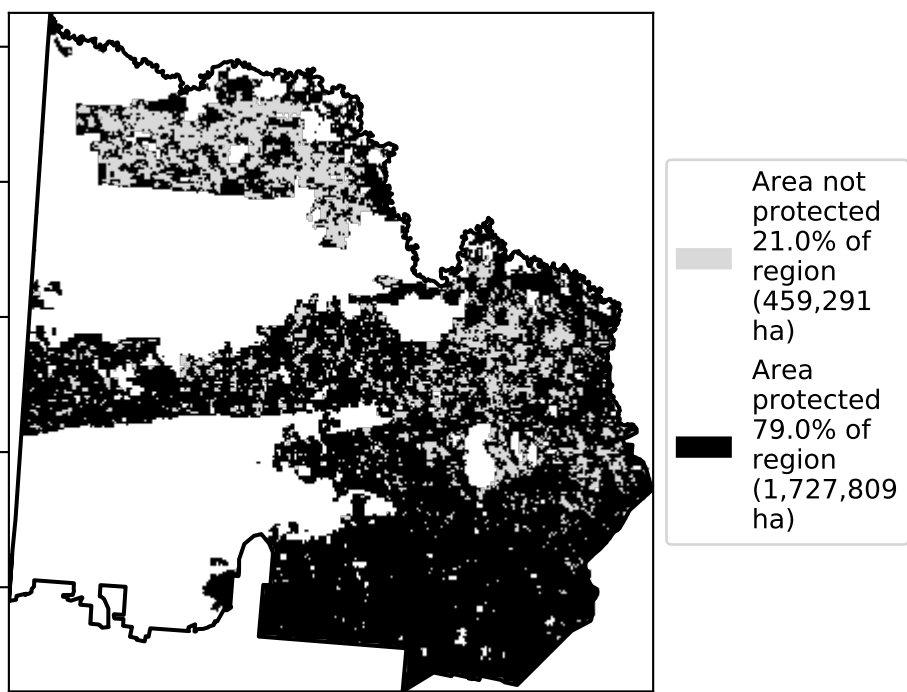 Area not
protected
21.0% of
region
(459,291
ha)
Area
protected
79.0% of
region
(1,727,809
ha)